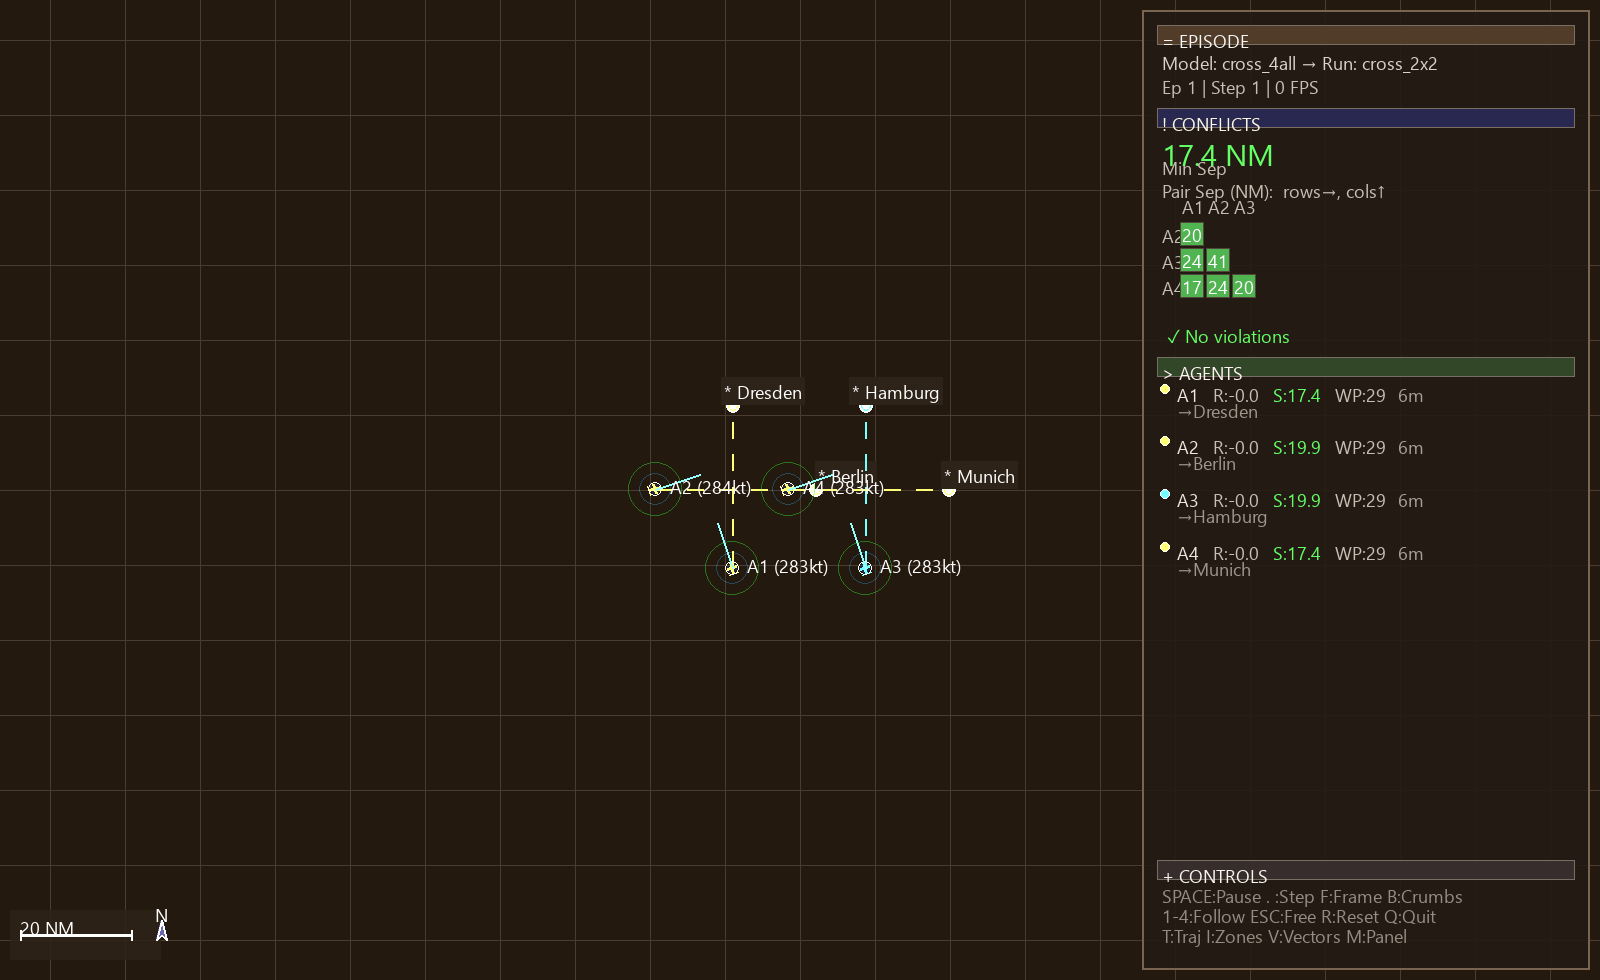 * Dresden
* Hamburg
* Berlin
* Munich
A2 (284kt)
A4 (283kt)
A1 (283kt)
A3 (283kt)
20 NM
N
= EPISODE
Model: cross_4all → Run: cross_2x2
Ep 1 | Step 1 | 0 FPS
! CONFLICTS
17.4 NM
Min Sep
Pair Sep (NM): rows→, cols↑
A1 A2 A3
A2 20
A3 24 41
A4 17 24 20
✓ No violations
> AGENTS
A1 R:-0.0 S:17.4 WP:29 6m
→Dresden
A2 R:-0.0 S:19.9 WP:29 6m
→Berlin
A3 R:-0.0 S:19.9 WP:29 6m
→Hamburg
A4 R:-0.0 S:17.4 WP:29 6m
→Munich
+ CONTROLS
SPACE:Pause . :Step F:Frame B:Crumbs
1-4:Follow ESC:Free R:Reset Q:Quit
T:Traj I:Zones V:Vectors M:Panel